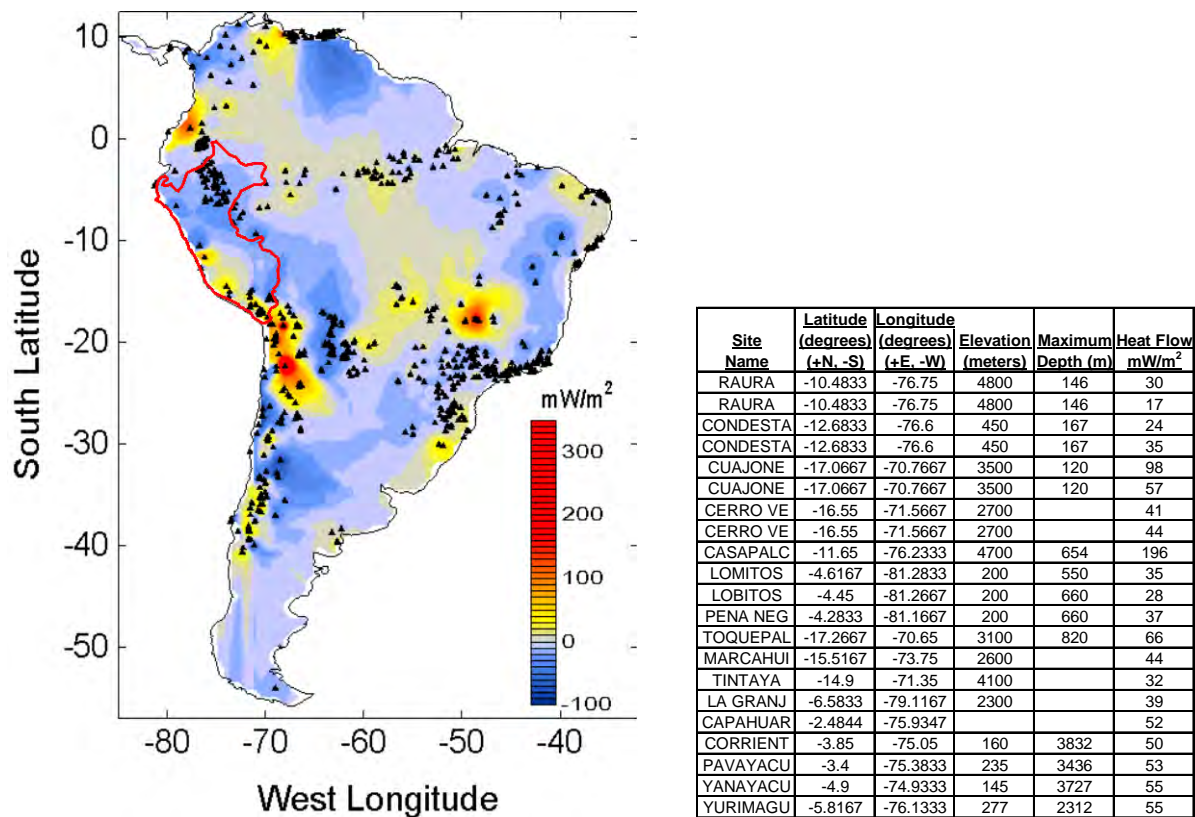 10
0
-10
-20
-30
-40
-50
South Latitude
mW/m²
300
200
100
0
-100
-80 -70 -60 -50 -40
West Longitude
Site Name Latitude (degrees) (+N, -S) Longitude (degrees) (+E, -W) Elevation (meters) Maximum Depth (m) Heat Flow mW/m²
RAURA -10.4833 -76.75 4800 146 30
RAURA -10.4833 -76.75 4800 146 17
CONDESTA -12.6833 -76.6 450 167 24
CONDESTA -12.6833 -76.6 450 167 35
CUAJONE -17.0667 -70.7667 3500 120 98
CUAJONE -17.0667 -70.7667 3500 120 57
CERRO VE -16.55 -71.5667 2700 41
CERRO VE -16.55 -71.5667 2700 44
CASAPALC -11.65 -76.2333 4700 654 196
LOMITOS -4.6167 -81.2833 200 550 35
LOBITOS -4.45 -81.2667 200 660 28
PENA NEG -4.2833 -81.1667 200 660 37
TOQUEPAL -17.2667 -70.65 3100 820 66
MARCAHUI -15.5167 -73.75 2600 44
TINTAYA -14.9 -71.35 4100 32
LA GRANJ -6.5833 -79.1167 2300 39
CAPAHUAR -2.4844 -75.9347 52
CORRIENT -3.85 -75.05 160 3832 50
PAVAYACU -3.4 -75.3833 235 3436 53
YANAYACU -4.9 -74.9333 145 3727 55
YURIMAGU -5.8167 -76.1333 277 2312 55